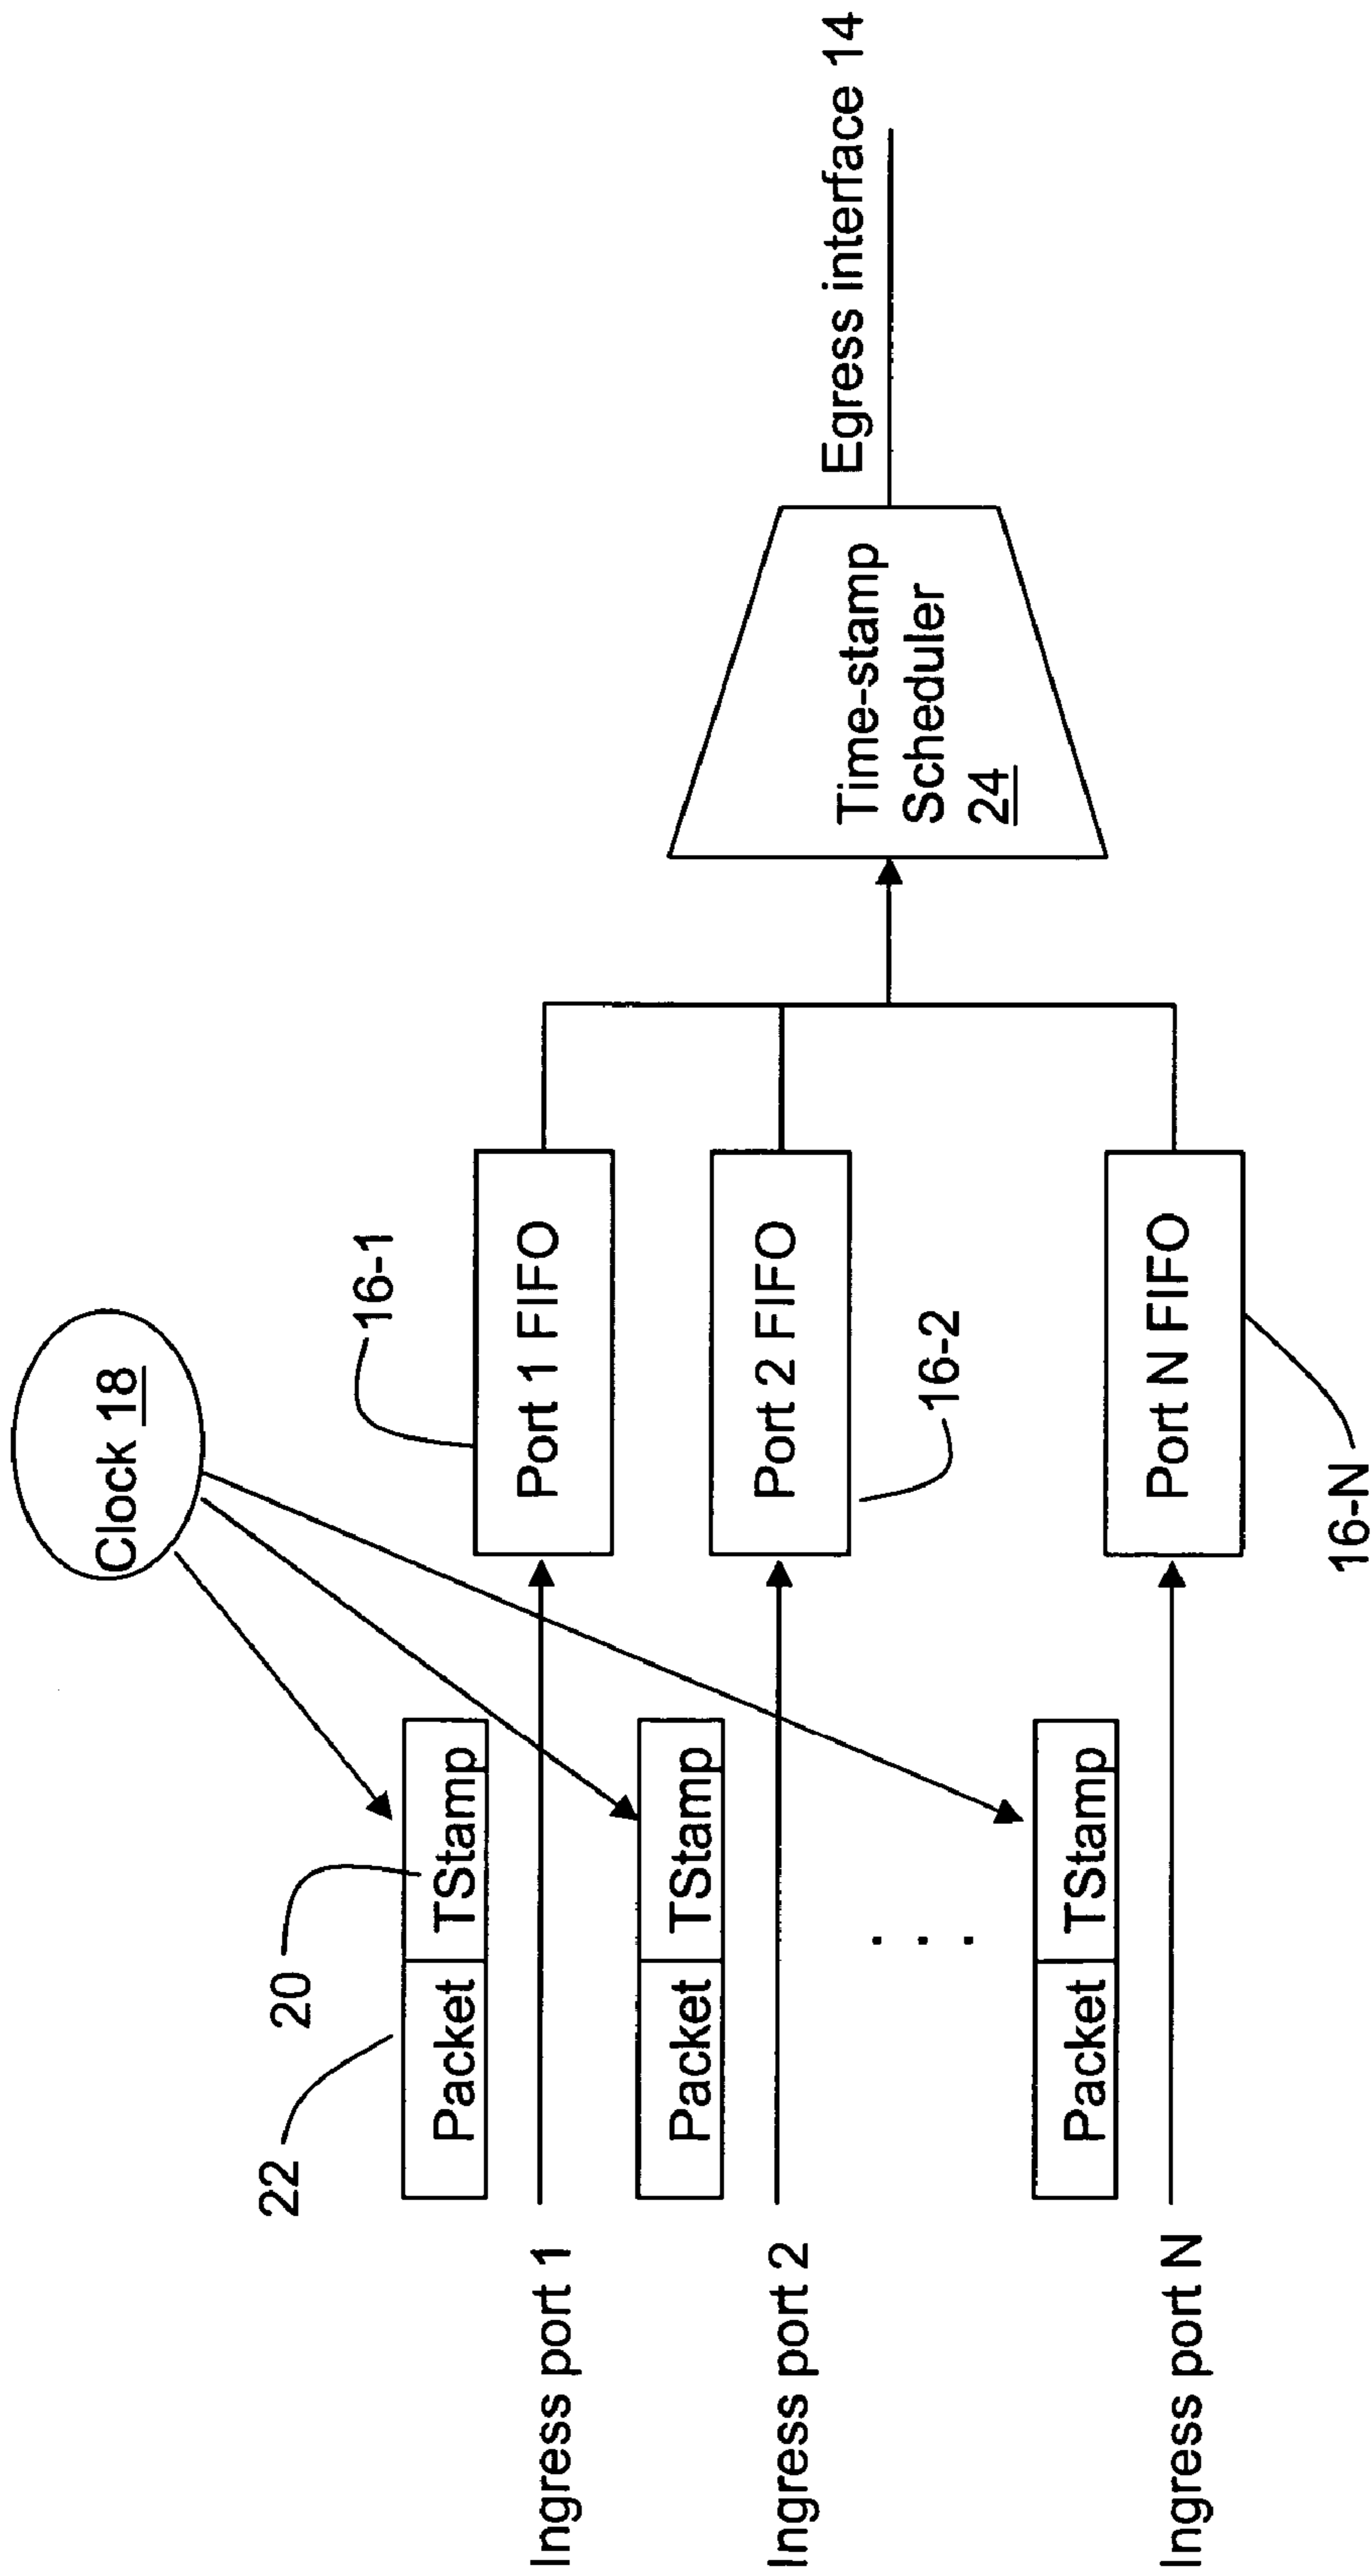 Clock 18
22
20
Packet TStamp
16-1
Ingress port 1
Port 1 FIFO
Packet TStamp
Ingress port 2
Port 2 FIFO
16-2
. . .
Packet TStamp
Ingress port N
Port N FIFO
16-N
Time-stamp
Scheduler
24
Egress interface 14